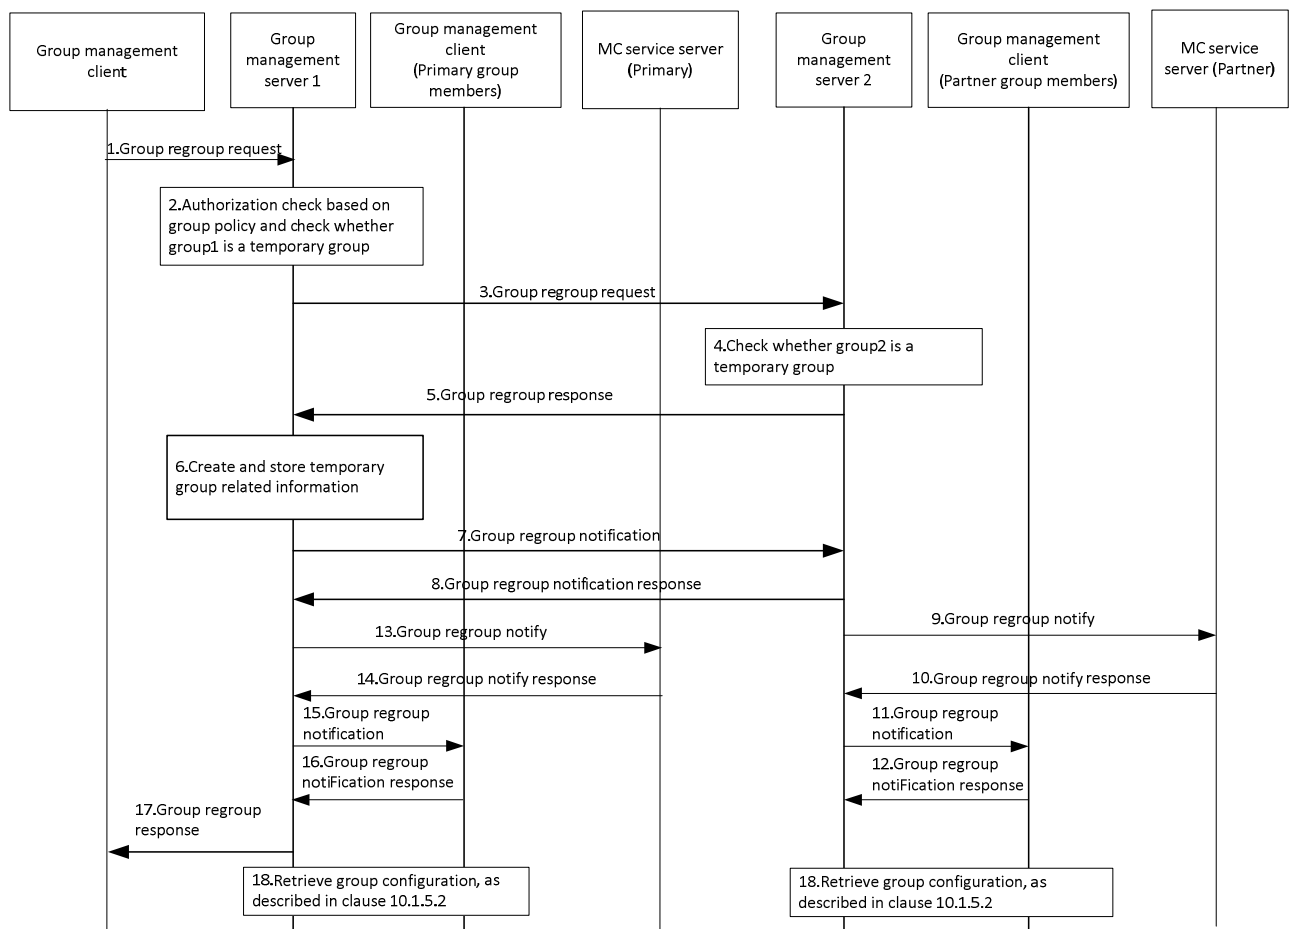 Group management
client
Group
management
server 1
Group management
client
(Primary group
members)
MC service server
(Primary)
Group
management
server 2
Group management
client
(Partner group members)
MC service
server (Partner)
1.Group regroup request
2.Authorization check based on
group policy and check whether
group1 is a temporary group
3.Group regroup request
4.Check whether group2 is a
temporary group
5.Group regroup response
6.Create and store temporary
group related information
7.Group regroup notification
8.Group regroup notification response
9.Group regroup notify
13.Group regroup notify
10.Group regroup notify response
14.Group regroup notify response
15.Group regroup
notification
11.Group regroup
notification
16.Group regroup
notiFication response
12.Group regroup
notiFication response
17.Group regroup
response
18.Retrieve group configuration, as
described in clause 10.1.5.2
18.Retrieve group configuration, as
described in clause 10.1.5.2